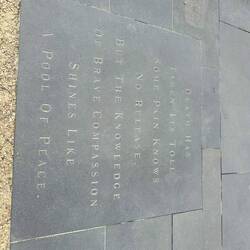 DEATH HAS
TAKEN ITS TOLL
SOME PAIN KNOWS
NO RELEASE,
BUT THE KNOWLEDGE
OF BRAVE COMPASSION
SHINES LIKE
A POOL OF PEACE.